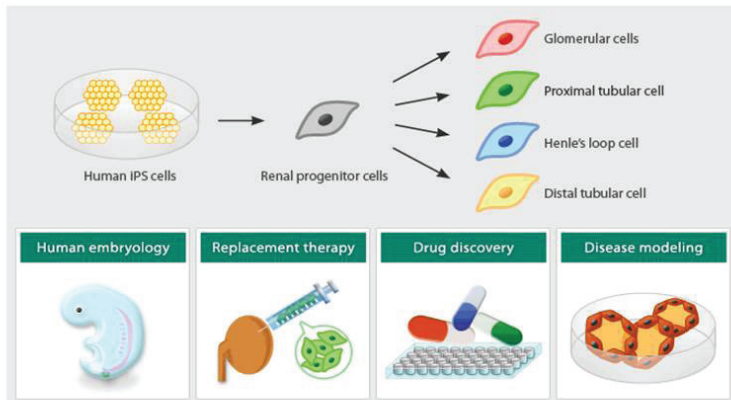 Glomerular cells
Proximal tubular cell
Henle's loop cell
Distal tubular cell
Human iPS cells
Renal progenitor cells
Human embryology
Replacement therapy
Drug discovery
Disease modeling